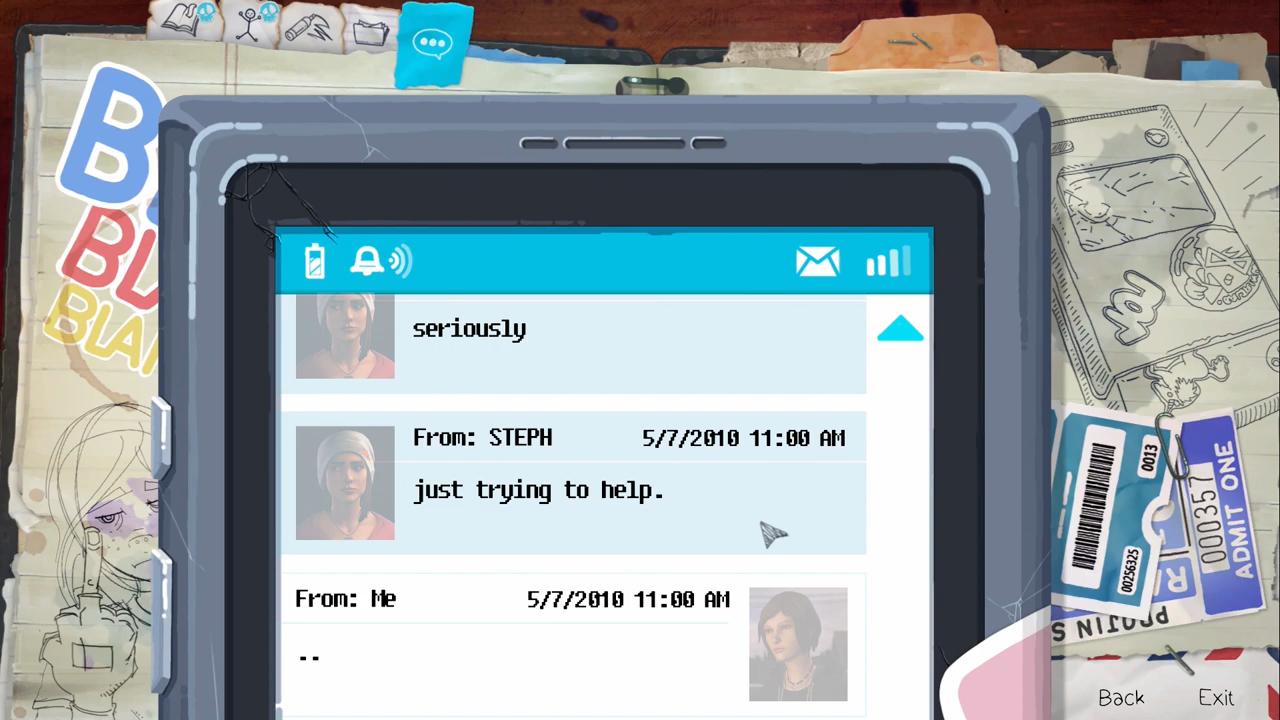 seriously
From: STEPH 5/7/2010 11:00 AM
just trying to help.
From: Me 5/7/2010 11:00 AM
..
0013
00256325
000357
ADMIT ONE
Back
Exit